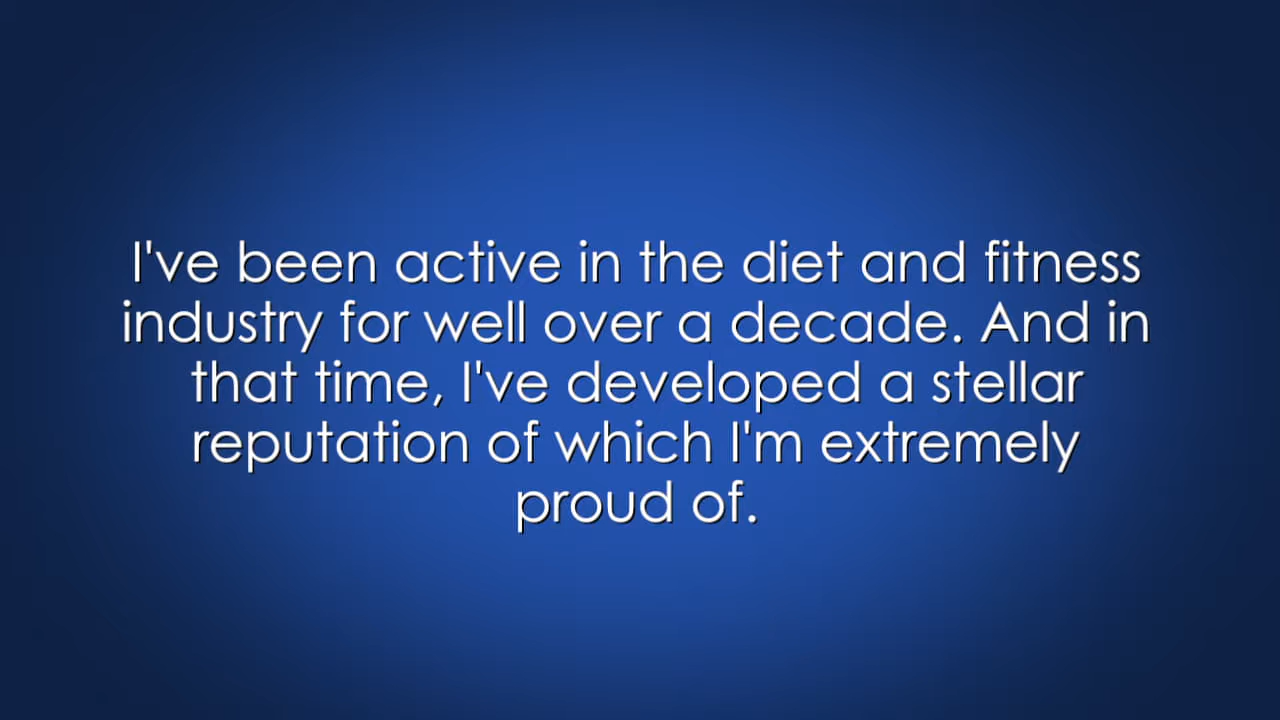 I've been active in the diet and fitness
industry for well over a decade. And in
that time, I've developed a stellar
reputation of which I'm extremely
proud of.